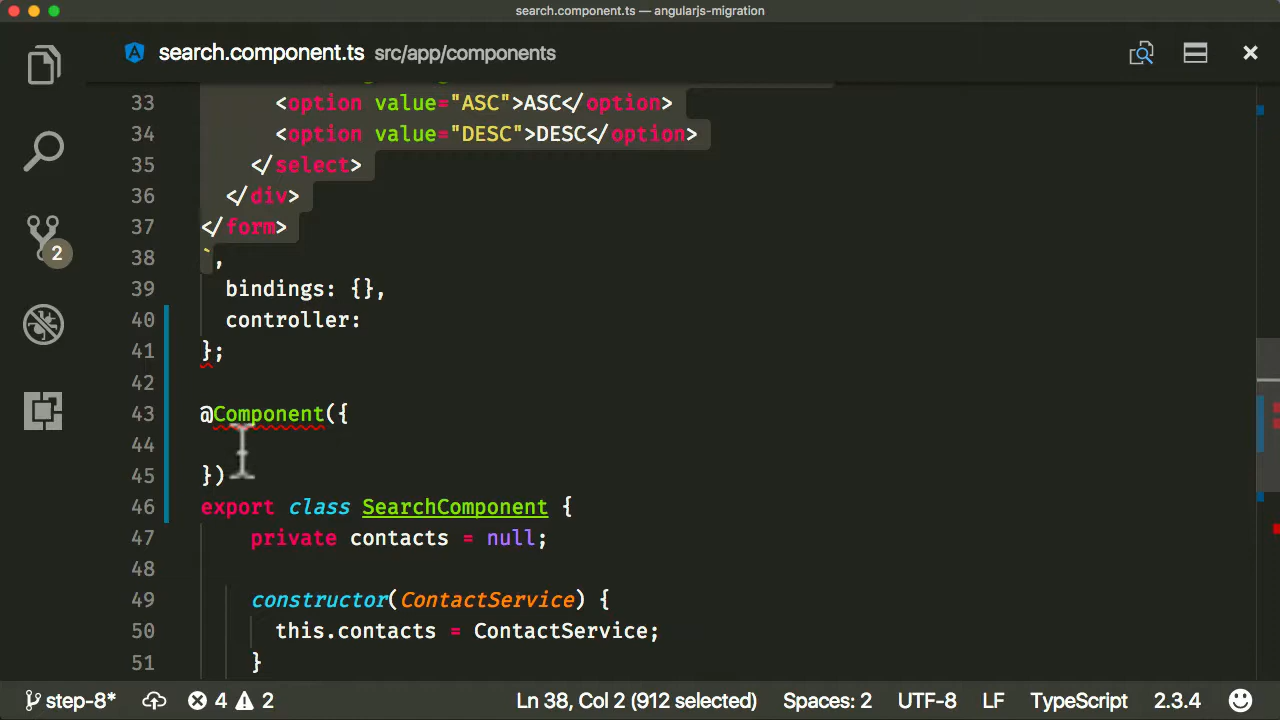 search.component.ts — angularjs-migration
search.component.ts src/app/components
33 <option value="ASC">ASC</option>
34 <option value="DESC">DESC</option>
35 </select>
36 </div>
37 </form>
38 `,
39 bindings: {},
40 controller:
41 };
42
43 @Component({
44
45 })
46 export class SearchComponent {
47 private contacts = null;
48
49 constructor(ContactService) {
50 this.contacts = ContactService;
51 }
2
step-8* 4 2 Ln 38, Col 2 (912 selected) Spaces: 2 UTF-8 LF TypeScript 2.3.4